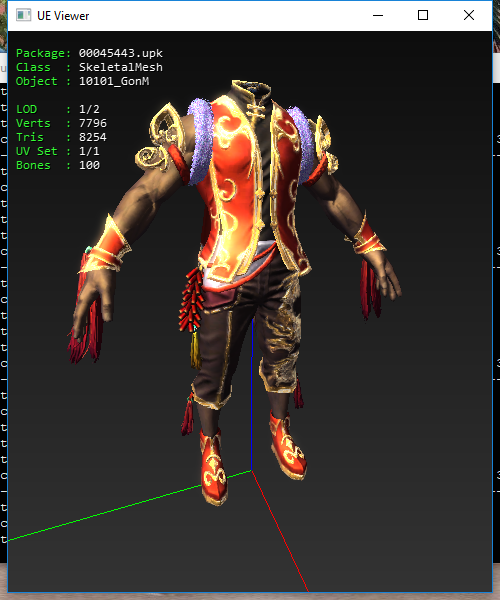 UE Viewer
Package: 00045443.upk
Class : SkeletalMesh
Object : 10101_GonM
LOD : 1/2
Verts : 7796
Tris : 8254
UV Set : 1/1
Bones : 100